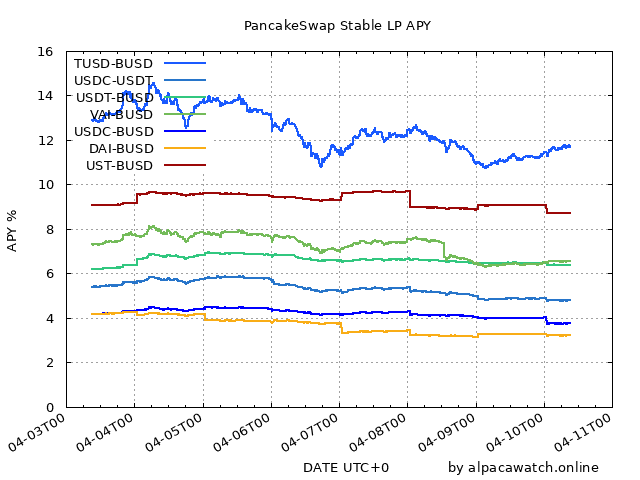 PancakeSwap Stable LP APY
16
14
12
10
8
6
4
2
0
APY %
TUSD-BUSD
USDC-USDT
USDT-BUSD
VAI-BUSD
USDC-BUSD
DAI-BUSD
UST-BUSD
04-03T00
04-04T00
04-05T00
04-06T00
04-07T00
04-08T00
04-09T00
04-10T00
04-11T00
DATE UTC+0
by alpacawatch.online